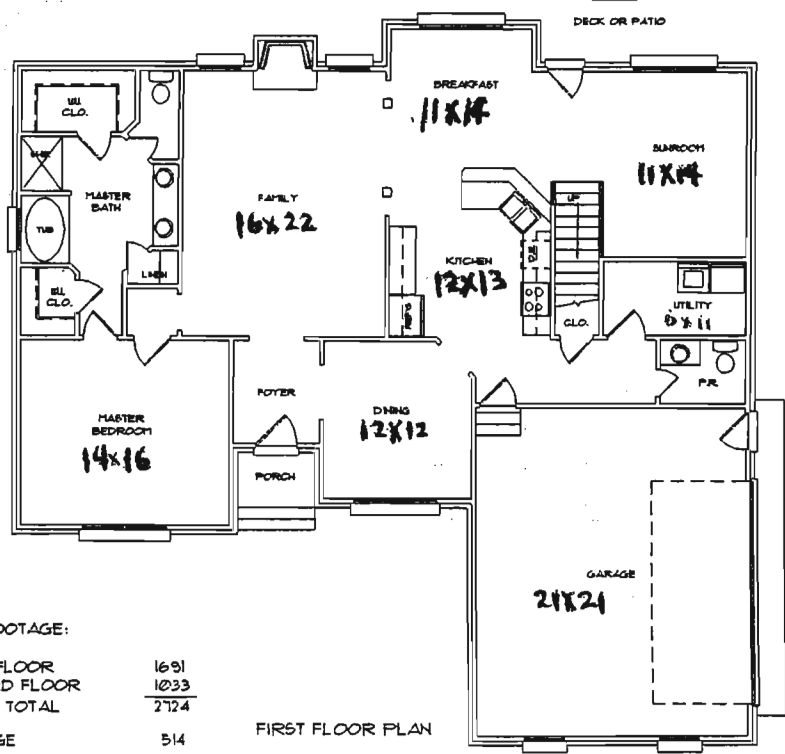 DECK OR PATIO
BREAKFAST
11X14
W.I.
CLO.
SUNROOM
11X14
MASTER
BATH
FAMILY
16X22
UP
TUB
KITCHEN
12X13
D.W.
LINEN
W.I.
CLO.
REFG
CLO.
UTILITY
6X11
P.R.
FOYER
MASTER
BEDROOM
14X16
DINING
12X12
PORCH
GARAGE
21X21
OOTAGE:
FLOOR 1691
D FLOOR 1033
TOTAL 2724
GE 514
FIRST FLOOR PLAN